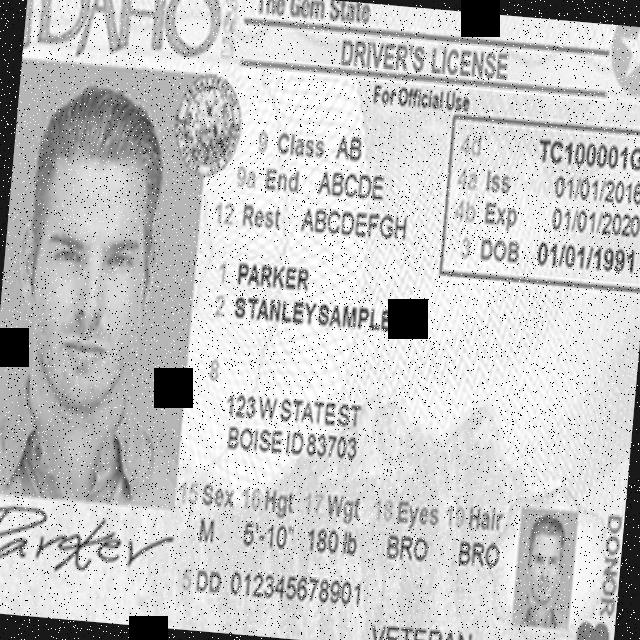 IDAHO
The Gem State
DRIVER'S LICENSE
For Official Use
9 Class AB
9a End ABCDE
12 Rest ABCDEFGH
4d TC100001G
4a Iss 01/01/2016
4b Exp 01/01/2020
3 DOB 01/01/1991
1 PARKER
2 STANLEY SAMPLE
8
123 W STATE ST
BOISE ID 83703
15 Sex 16 Hgt 17 Wgt 18 Eyes 19 Hair
M 5'-10" 180 lb BRO BRO
5 DD 012345678901
Parker
VETERAN
DONOR